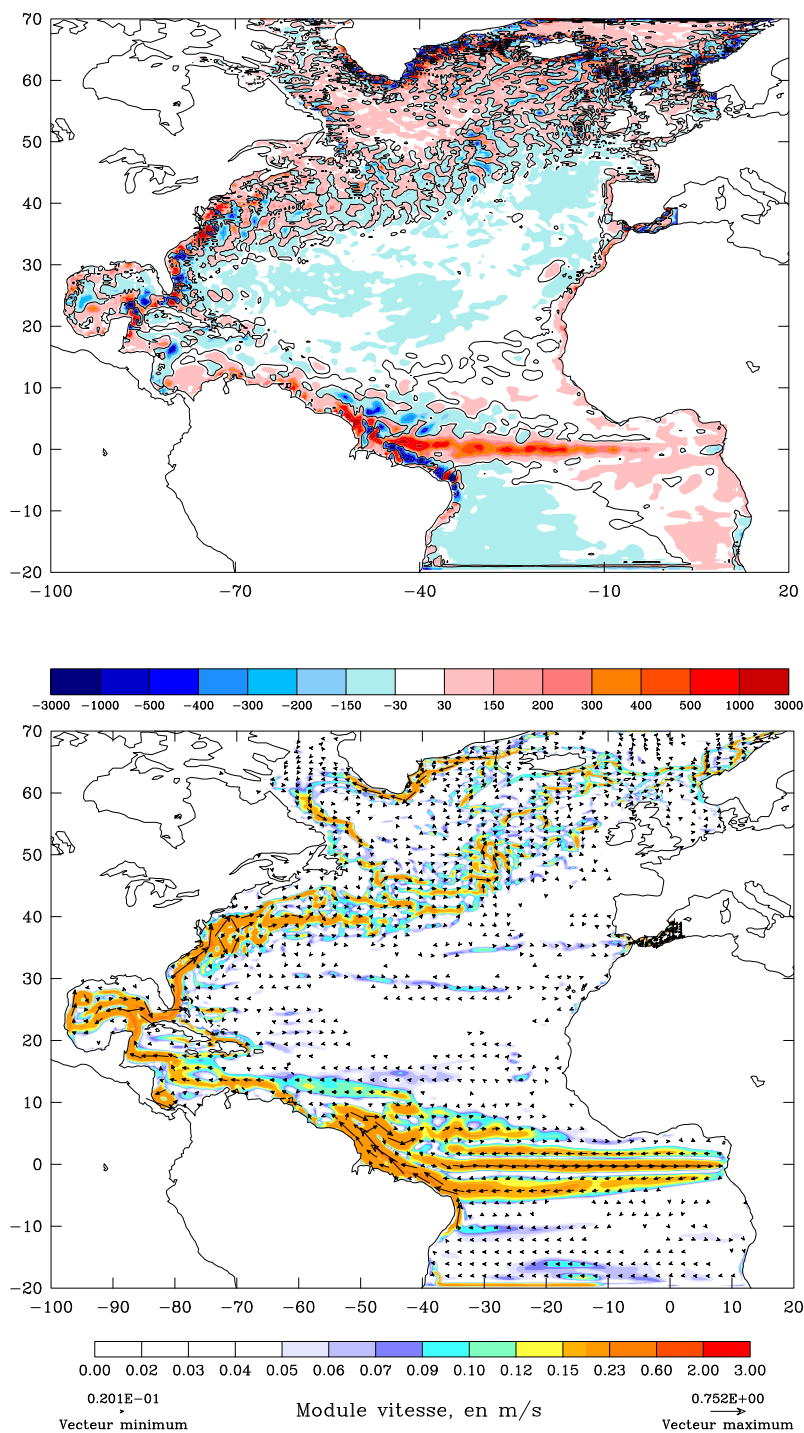 70
60
50
40
30
20
10
0
−10
−20
−100 −70 −40 −10 20
−3000 −1000 −500 −400 −300 −200 −150 −30 30 150 200 300 400 500 1000 3000
70
60
50
40
30
20
10
0
−10
−20
−100 −90 −80 −70 −60 −50 −40 −30 −20 −10 0 10 20
0.00 0.02 0.03 0.04 0.05 0.06 0.07 0.09 0.10 0.12 0.15 0.23 0.60 2.00 3.00
0.201E−01
Vecteur minimum
Module vitesse, en m/s
0.752E+00
Vecteur maximum